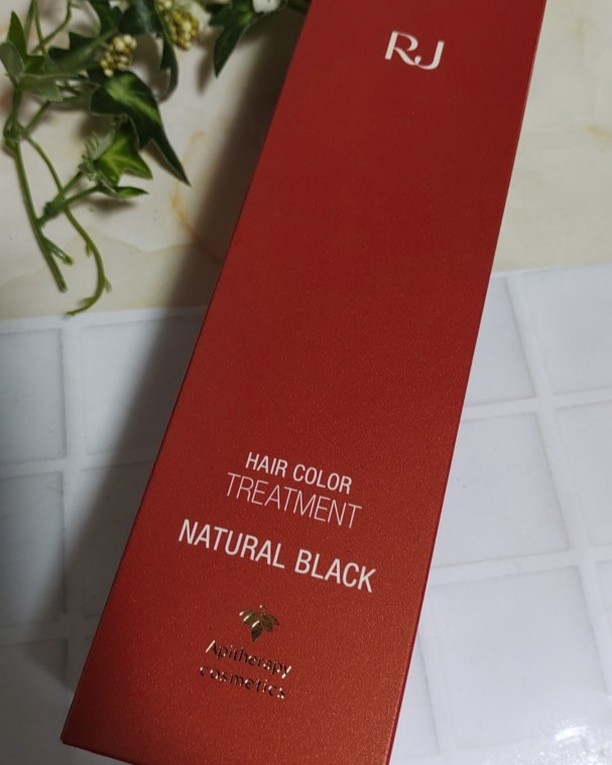 RJ
HAIR COLOR
TREATMENT
NATURAL BLACK
Apitherapy
cosmetics